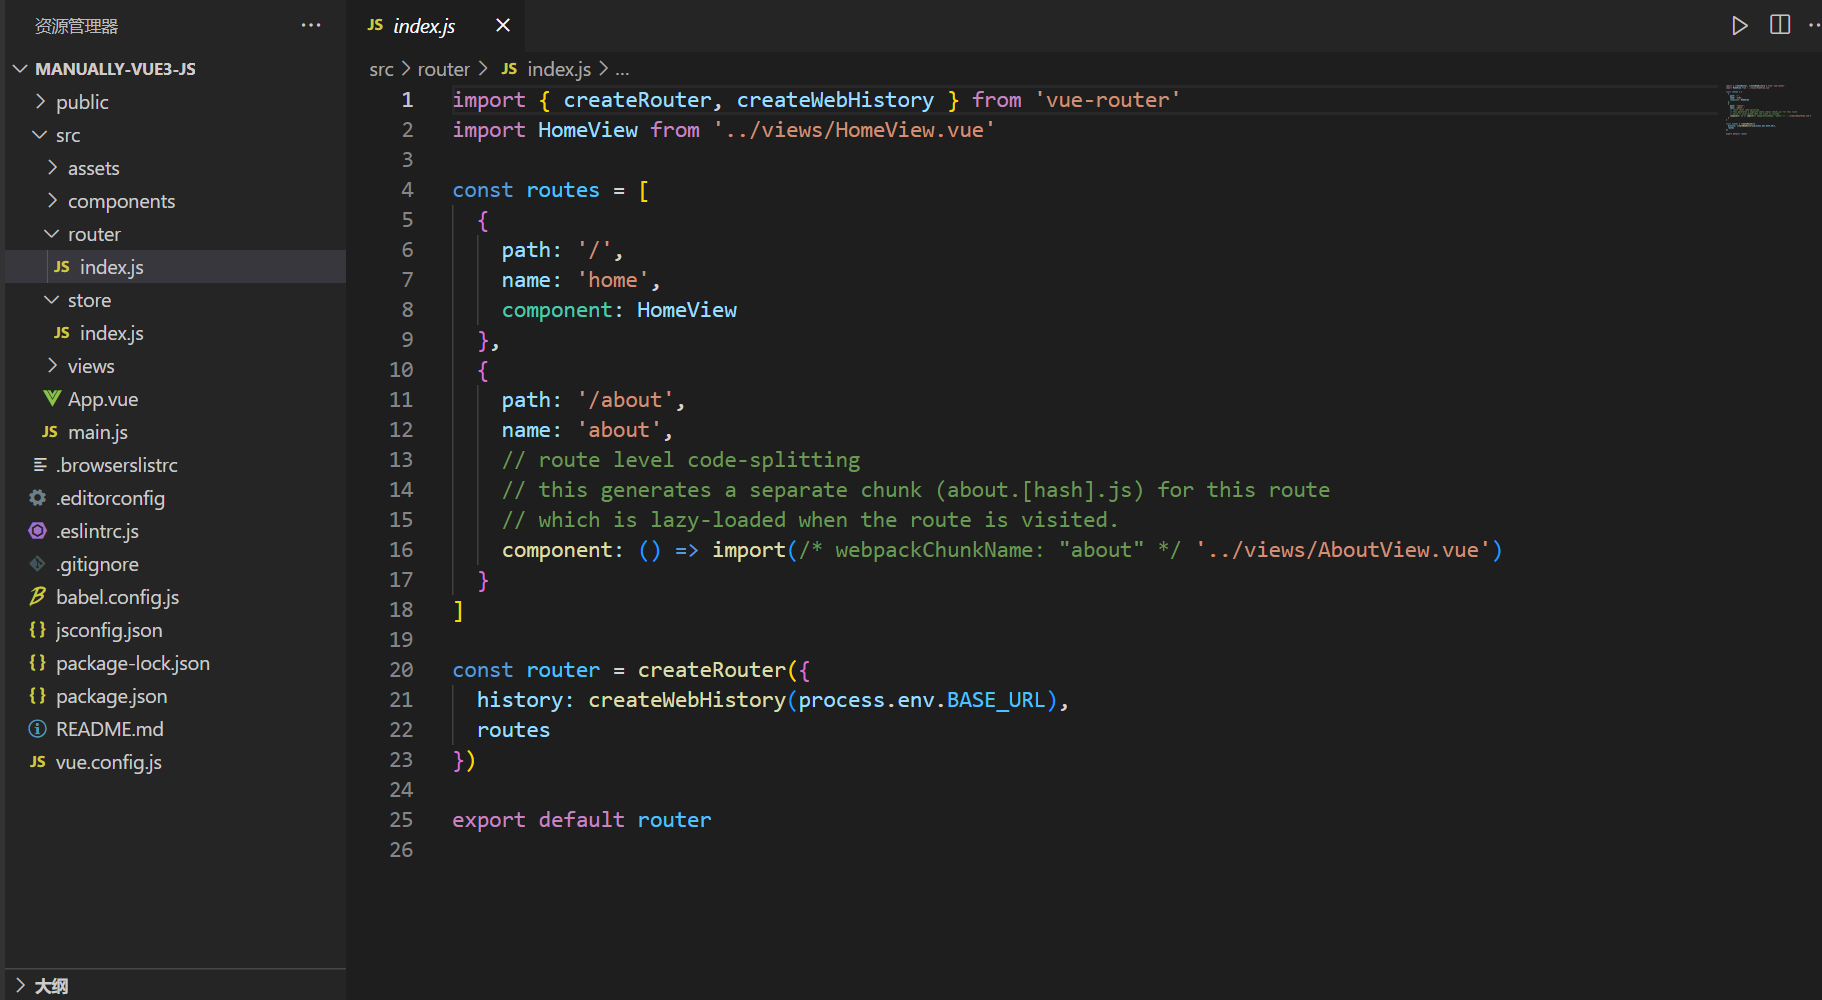 资源管理器
MANUALLY-VUE3-JS
public
src
assets
components
router
JS index.js
store
JS index.js
views
App.vue
JS main.js
.browserslistrc
.editorconfig
.eslintrc.js
.gitignore
babel.config.js
{} jsconfig.json
{} package-lock.json
{} package.json
README.md
JS vue.config.js
大纲
JS index.js
src > router > JS index.js > ...
1 import { createRouter, createWebHistory } from 'vue-router'
2 import HomeView from '../views/HomeView.vue'
3
4 const routes = [
5 {
6 path: '/',
7 name: 'home',
8 component: HomeView
9 },
10 {
11 path: '/about',
12 name: 'about',
13 // route level code-splitting
14 // this generates a separate chunk (about.[hash].js) for this route
15 // which is lazy-loaded when the route is visited.
16 component: () => import(/* webpackChunkName: "about" */ '../views/AboutView.vue')
17 }
18 ]
19
20 const router = createRouter({
21 history: createWebHistory(process.env.BASE_URL),
22 routes
23 })
24
25 export default router
26